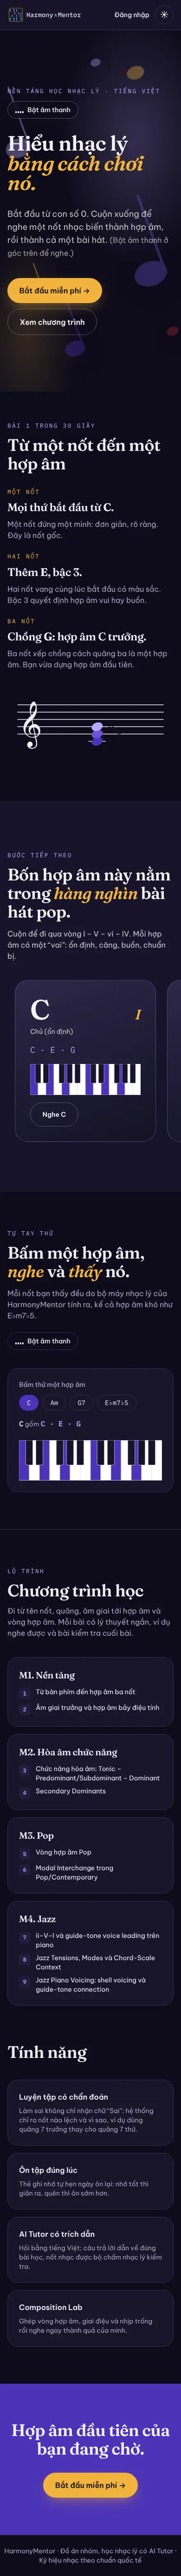 Harmony♦Mentor
Đăng nhập
NỀN TẢNG HỌC NHẠC LÝ · TIẾNG VIỆT
Bật âm thanh
Hiểu nhạc lý
bằng cách chơi
nó.
Bắt đầu từ con số 0. Cuộn xuống để
nghe một nốt nhạc biến thành hợp âm,
rồi thành cả một bài hát. (Bật âm thanh ở
góc trên để nghe.)
Bắt đầu miễn phí →
Xem chương trình
BÀI 1 TRONG 30 GIÂY
Từ một nốt đến một
hợp âm
MỘT NỐT
Mọi thứ bắt đầu từ C.
Một nốt đứng một mình: đơn giản, rõ ràng.
Đây là nốt gốc.
HAI NỐT
Thêm E, bậc 3.
Hai nốt vang cùng lúc bắt đầu có màu sắc.
Bậc 3 quyết định hợp âm vui hay buồn.
BA NỐT
Chồng G: hợp âm C trưởng.
Ba nốt xếp chồng cách quãng ba là một hợp
âm. Bạn vừa dựng hợp âm đầu tiên.
BƯỚC TIẾP THEO
Bốn hợp âm này nằm
trong hàng nghìn bài
hát pop.
Cuộn để đi qua vòng I – V – vi – IV. Mỗi hợp
âm có một “vai”: ổn định, căng, buồn, chuẩn
bị.
C
I
Chủ (ổn định)
C · E · G
Nghe C
TỰ TAY THỬ
Bấm một hợp âm,
nghe và thấy nó.
Mỗi nốt bạn thấy đều do bộ máy nhạc lý của
HarmonyMentor tính ra, kể cả hợp âm khó như
E♭m7♭5.
Bật âm thanh
Bấm thử một hợp âm
C
Am
G7
E♭m7♭5
C gồm C · E · G
LỘ TRÌNH
Chương trình học
Đi từ tên nốt, quãng, âm giai tới hợp âm và
vòng hợp âm. Mỗi bài có lý thuyết ngắn, ví dụ
nghe được và bài kiểm tra cuối bài.
M1. Nền tảng
1 Từ bàn phím đến hợp âm ba nốt
2 Âm giai trưởng và hợp âm bảy điệu tính
M2. Hòa âm chức năng
3 Chức năng hòa âm: Tonic –
Predominant/Subdominant – Dominant
4 Secondary Dominants
M3. Pop
5 Vòng hợp âm Pop
6 Modal Interchange trong
Pop/Contemporary
M4. Jazz
7 ii–V–I và guide-tone voice leading trên
piano
8 Jazz Tensions, Modes và Chord-Scale
Context
9 Jazz Piano Voicing: shell voicing và
guide-tone connection
Tính năng
Luyện tập có chẩn đoán
Làm sai không chỉ nhận chữ “Sai”: hệ thống
chỉ ra nốt nào lệch và vì sao, ví dụ dùng
quãng 7 trưởng thay cho quãng 7 thứ.
Ôn tập đúng lúc
Thẻ ghi nhớ tự hẹn ngày ôn lại: nhớ tốt thì
giãn ra, quên thì ôn sớm hơn.
AI Tutor có trích dẫn
Hỏi bằng tiếng Việt; câu trả lời dẫn về đúng
bài học, nốt nhạc được bộ chấm nhạc lý kiểm
tra.
Composition Lab
Ghép vòng hợp âm, giai điệu và nhịp trống
rồi nghe ngay thành quả của mình.
Hợp âm đầu tiên của
bạn đang chờ.
Bắt đầu miễn phí →
HarmonyMentor · Đồ án nhóm, học nhạc lý có AI Tutor ·
Ký hiệu nhạc theo chuẩn quốc tế